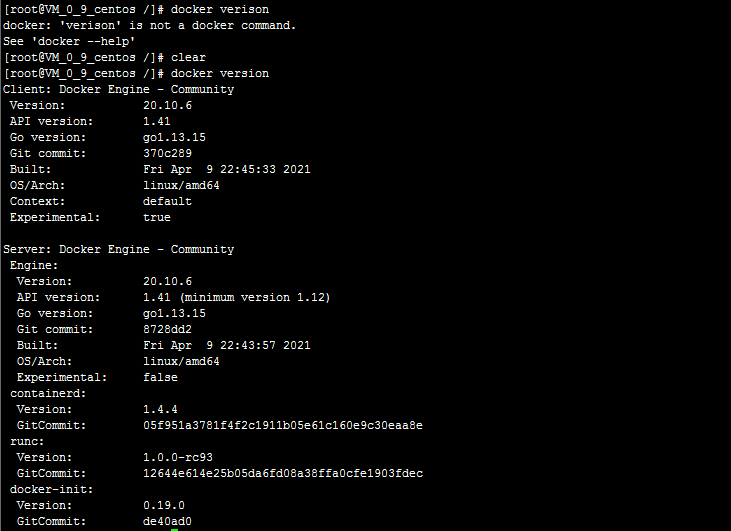 [root@VM_0_9_centos /]# docker verison
docker: 'verison' is not a docker command.
See 'docker --help'
[root@VM_0_9_centos /]# clear
[root@VM_0_9_centos /]# docker version
Client: Docker Engine - Community
 Version:           20.10.6
 API version:       1.41
 Go version:        go1.13.15
 Git commit:        370c289
 Built:             Fri Apr  9 22:45:33 2021
 OS/Arch:           linux/amd64
 Context:           default
 Experimental:      true

Server: Docker Engine - Community
 Engine:
  Version:          20.10.6
  API version:      1.41 (minimum version 1.12)
  Go version:       go1.13.15
  Git commit:       8728dd2
  Built:            Fri Apr  9 22:43:57 2021
  OS/Arch:          linux/amd64
  Experimental:     false
 containerd:
  Version:          1.4.4
  GitCommit:        05f951a3781f4f2c1911b05e61c160e9c30eaa8e
 runc:
  Version:          1.0.0-rc93
  GitCommit:        12644e614e25b05da6fd08a38ffa0cfe1903fdec
 docker-init:
  Version:          0.19.0
  GitCommit:        de40ad0